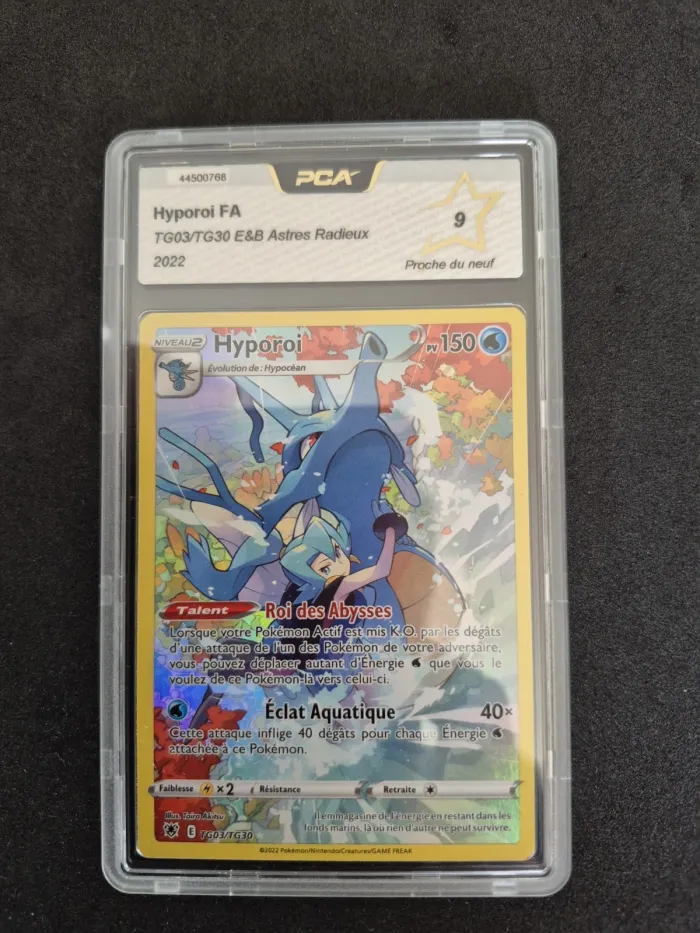 44500768
PCA
Hyporoi FA
TG03/TG30 E&B Astres Radieux
2022
9
Proche du neuf
NIVEAU 2
Hyporoi
PV 150
Évolution de : Hypocéan
Talent Roi des Abysses
Lorsque votre Pokémon Actif est mis K.O. par les dégâts
d'une attaque de l'un des Pokémon de votre adversaire,
vous pouvez déplacer autant d'Énergie que vous le
voulez de ce Pokémon-là vers celui-ci.
Éclat Aquatique 40×
Cette attaque inflige 40 dégâts pour chaque Énergie
attachée à ce Pokémon.
Faiblesse ×2 Résistance Retraite
Illus. Taira Akitsu
E TG03/TG30
Il emmagasine de l'énergie en restant dans les
fonds marins, là où rien d'autre ne peut survivre.
©2022 Pokémon/Nintendo/Creatures/GAME FREAK